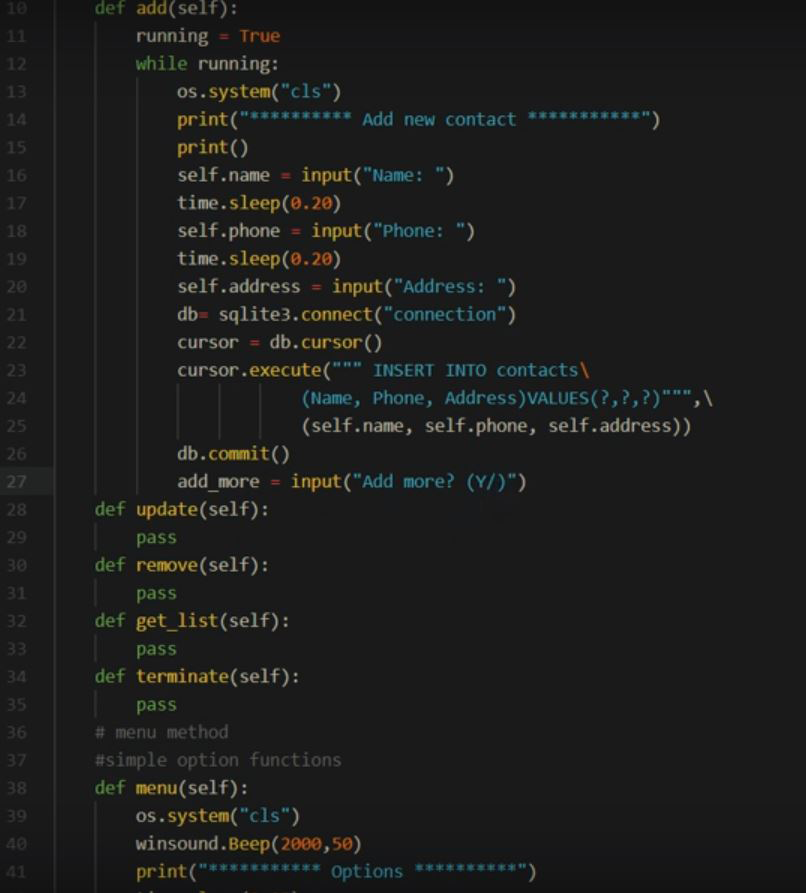 10 def add(self):
11 running = True
12 while running:
13 os.system("cls")
14 print("********** Add new contact ***********")
15 print()
16 self.name = input("Name: ")
17 time.sleep(0.20)
18 self.phone = input("Phone: ")
19 time.sleep(0.20)
20 self.address = input("Address: ")
21 db= sqlite3.connect("connection")
22 cursor = db.cursor()
23 cursor.execute(""" INSERT INTO contacts\
24 (Name, Phone, Address)VALUES(?,?,?)""",\
25 (self.name, self.phone, self.address))
26 db.commit()
27 add_more = input("Add more? (Y/)")
28 def update(self):
29 pass
30 def remove(self):
31 pass
32 def get_list(self):
33 pass
34 def terminate(self):
35 pass
36 # menu method
37 #simple option functions
38 def menu(self):
39 os.system("cls")
40 winsound.Beep(2000,50)
41 print("*********** Options **********")